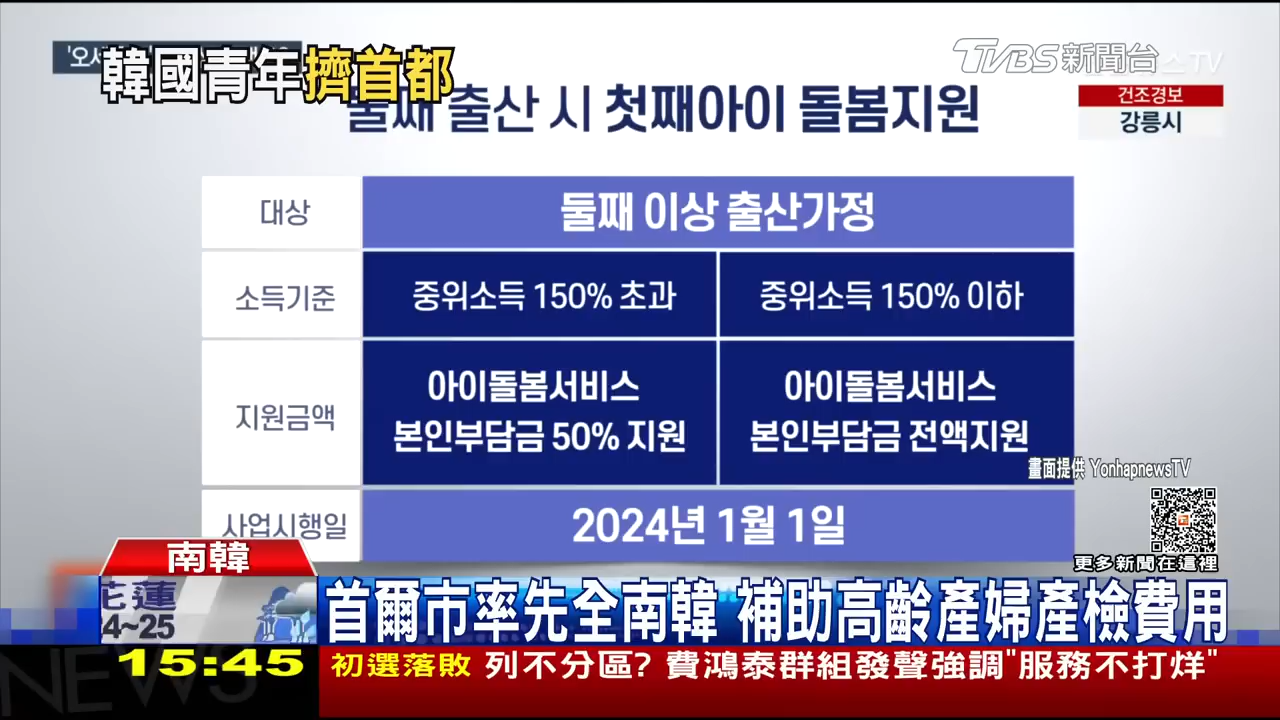 韓國青年擠首都
TVBS新聞台
건조경보
강릉시
둘째 출산 시 첫째아이 돌봄지원
대상
둘째 이상 출산가정
소득기준
중위소득 150% 초과
중위소득 150% 이하
지원금액
아이돌봄서비스
본인부담금 50% 지원
아이돌봄서비스
본인부담금 전액지원
畫面提供 YonhapnewsTV
사업시행일
2024년 1월 1일
更多新聞在這裡
南韓
花蓮
24~25
首爾市率先全南韓 補助高齡產婦產檢費用
NEWS
15:45
初選落敗 列不分區? 費鴻泰群組發聲強調"服務不打烊"